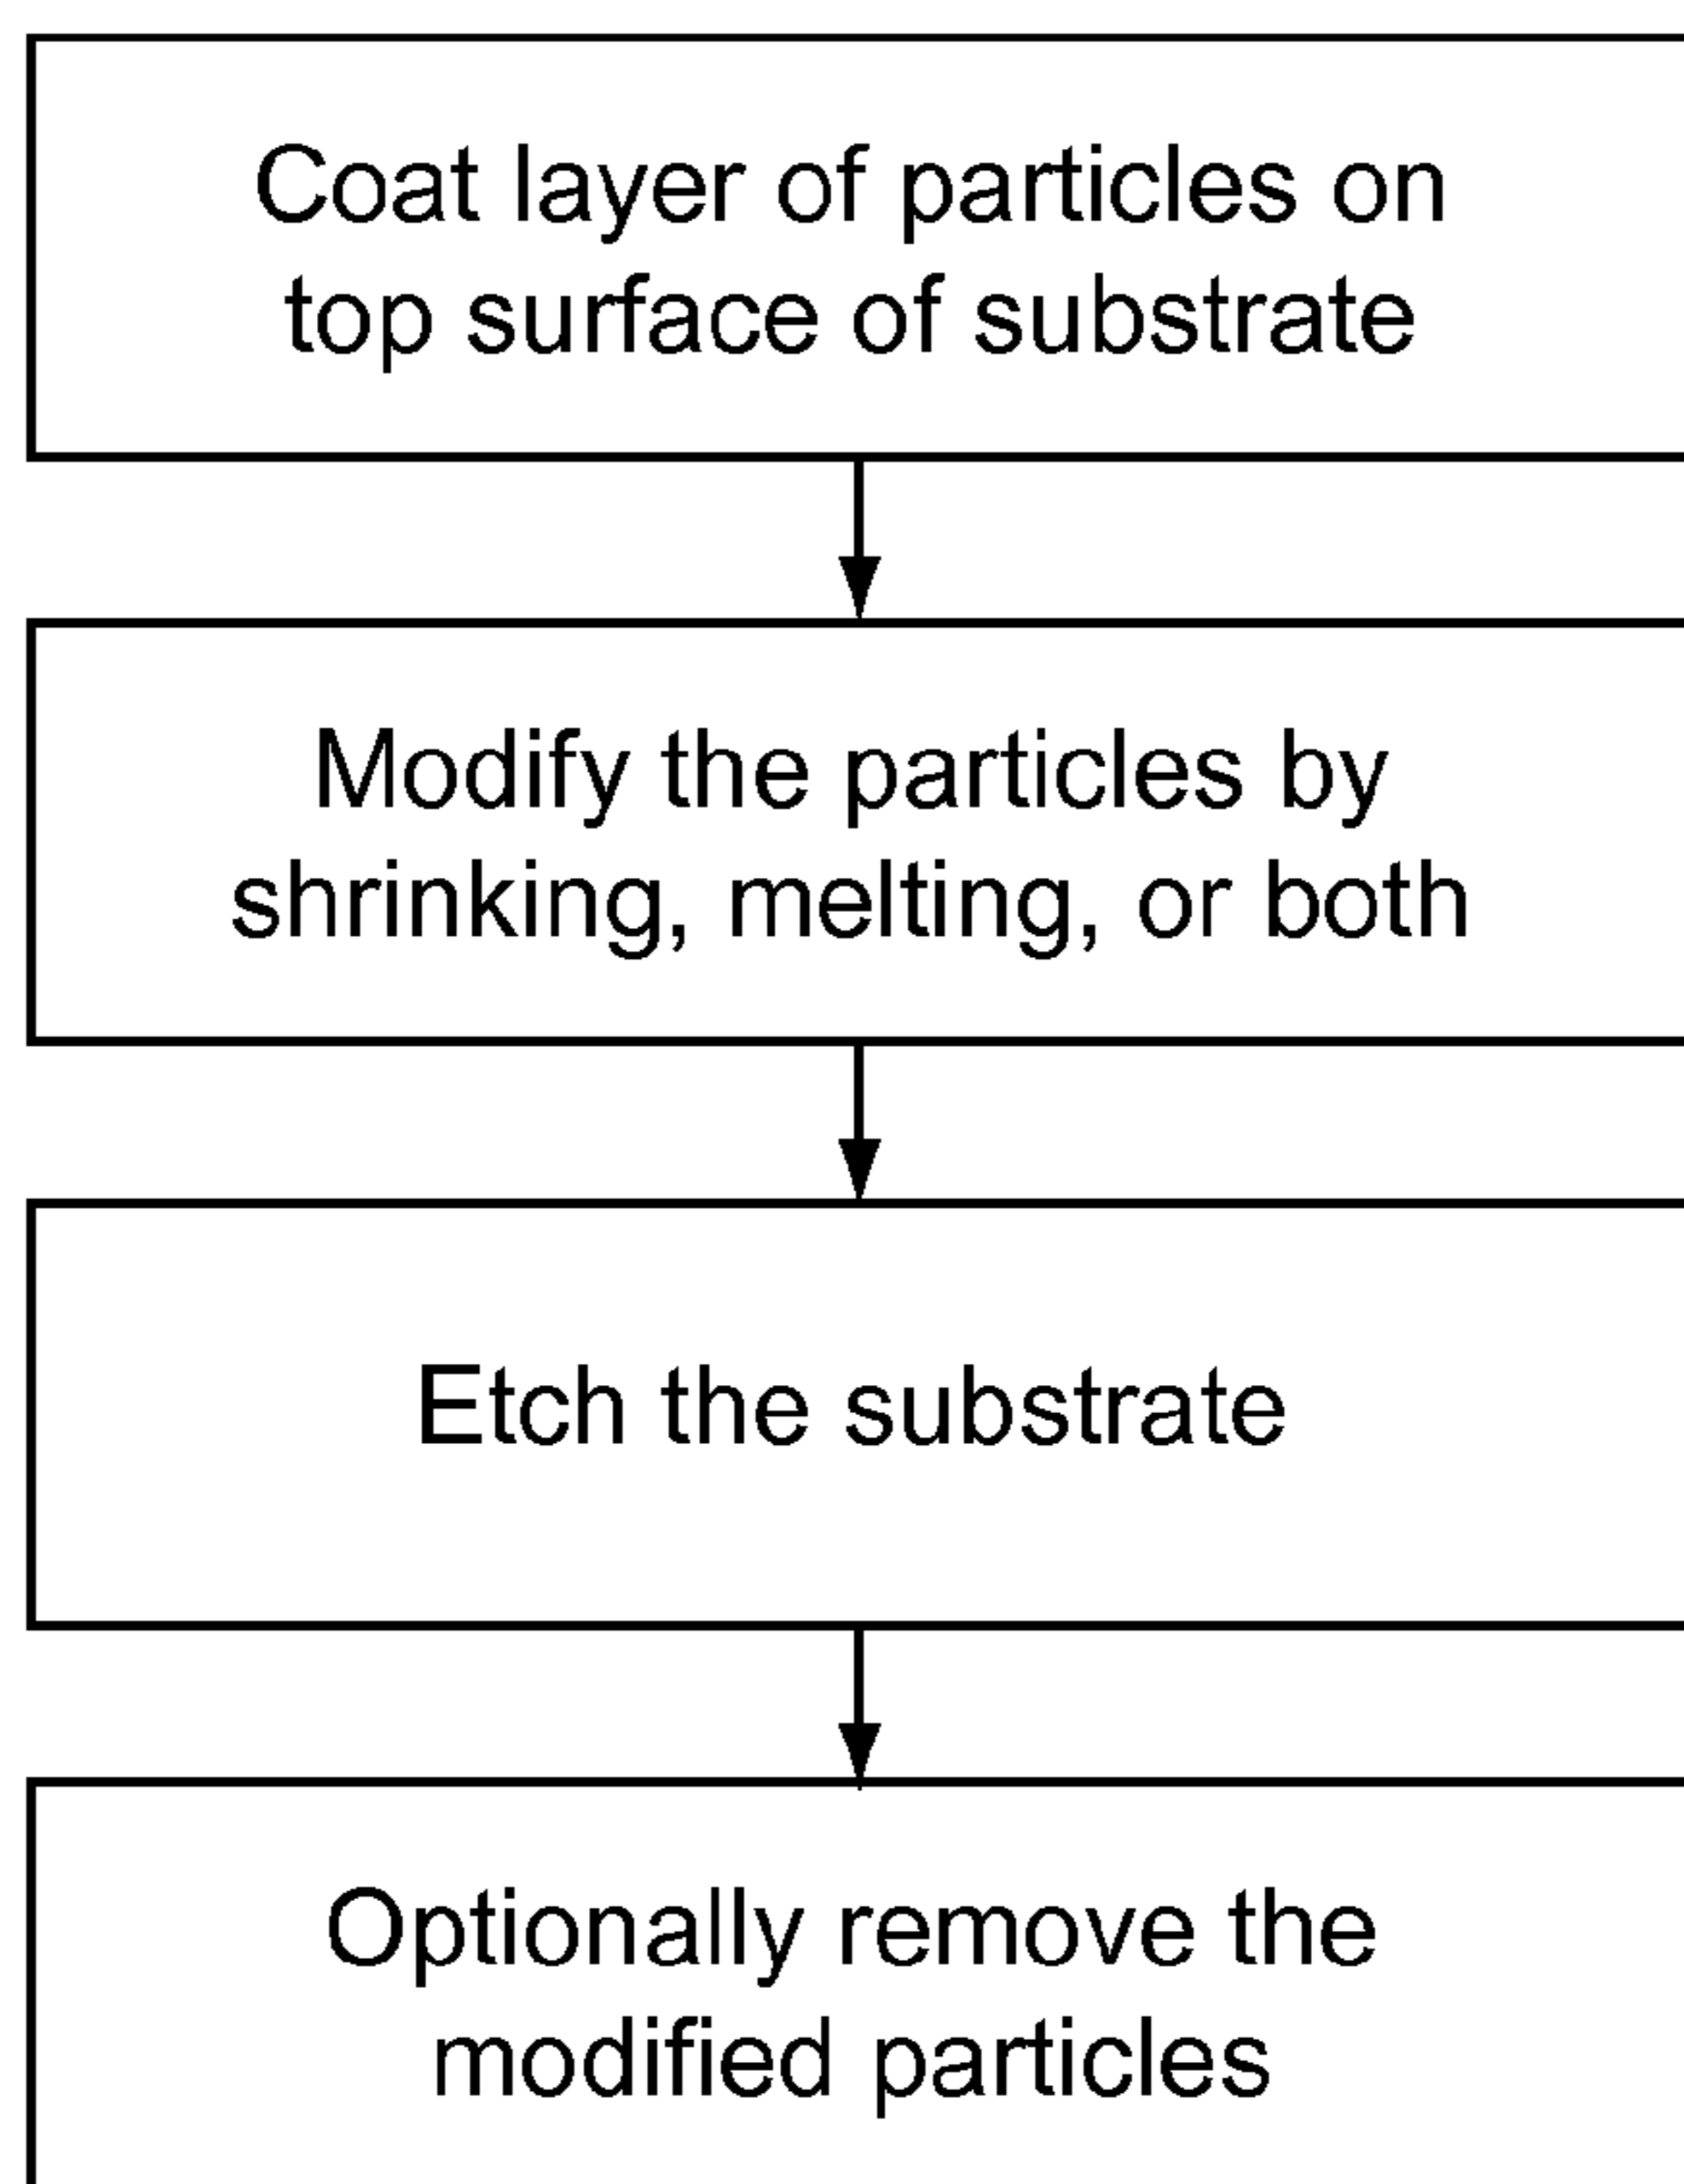 Coat layer of particles on
top surface of substrate
Modify the particles by
shrinking, melting, or both
Etch the substrate
Optionally remove the
modified particles